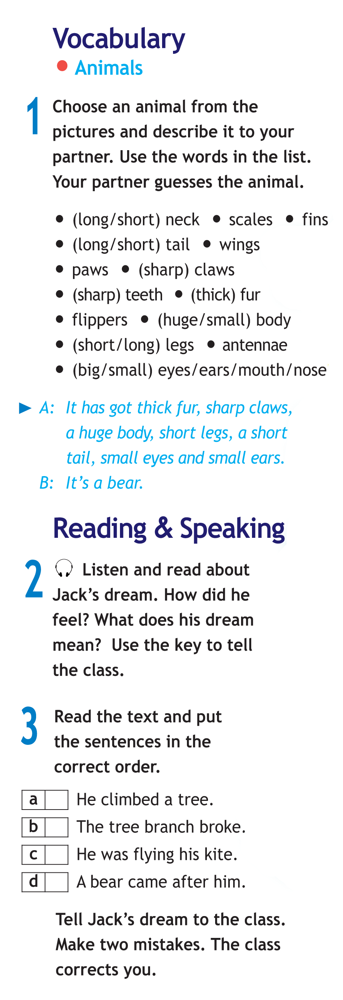 Vocabulary
• Animals
1 Choose an animal from the
pictures and describe it to your
partner. Use the words in the list.
Your partner guesses the animal.
• (long/short) neck • scales • fins
• (long/short) tail • wings
• paws • (sharp) claws
• (sharp) teeth • (thick) fur
• flippers • (huge/small) body
• (short/long) legs • antennae
• (big/small) eyes/ears/mouth/nose
► A: It has got thick fur, sharp claws,
a huge body, short legs, a short
tail, small eyes and small ears.
B: It's a bear.
Reading & Speaking
2 Listen and read about
Jack's dream. How did he
feel? What does his dream
mean? Use the key to tell
the class.
3 Read the text and put
the sentences in the
correct order.
a He climbed a tree.
b The tree branch broke.
c He was flying his kite.
d A bear came after him.
Tell Jack's dream to the class.
Make two mistakes. The class
corrects you.